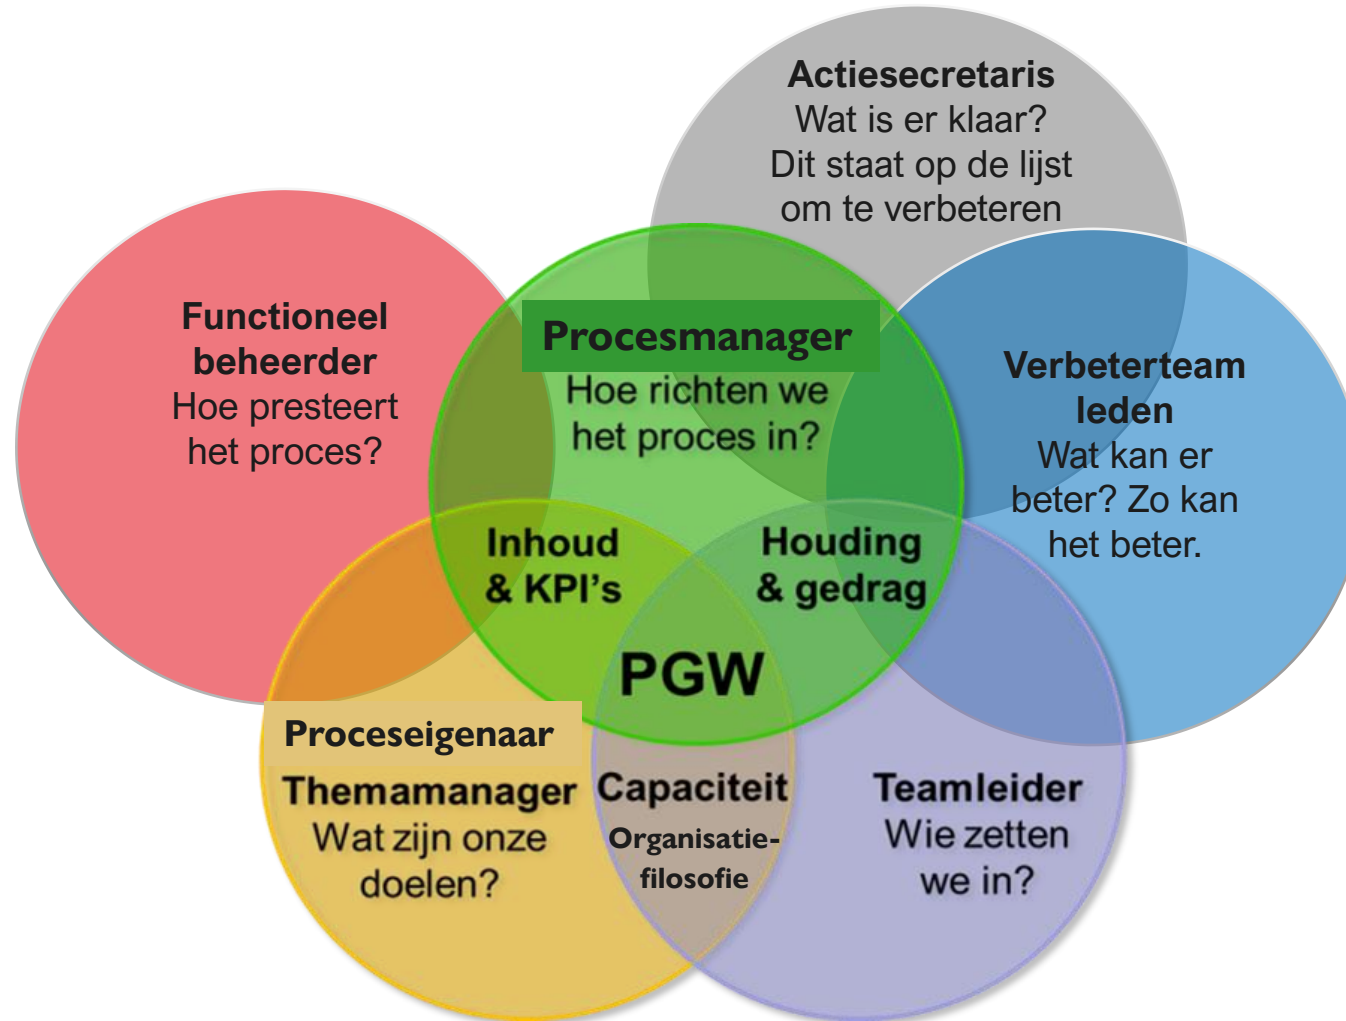 Actiesecretaris
Wat is er klaar?
Dit staat op de lijst
om te verbeteren
Functioneel
beheerder
Hoe presteert
het proces?
Procesmanager
Hoe richten we
het proces in?
Verbeterteam
leden
Wat kan er
beter? Zo kan
het beter.
Inhoud
& KPI's
Houding
& gedrag
PGW
Proceseigenaar
Themamanager
Wat zijn onze
doelen?
Capaciteit
Organisatie-
filosofie
Teamleider
Wie zetten
we in?